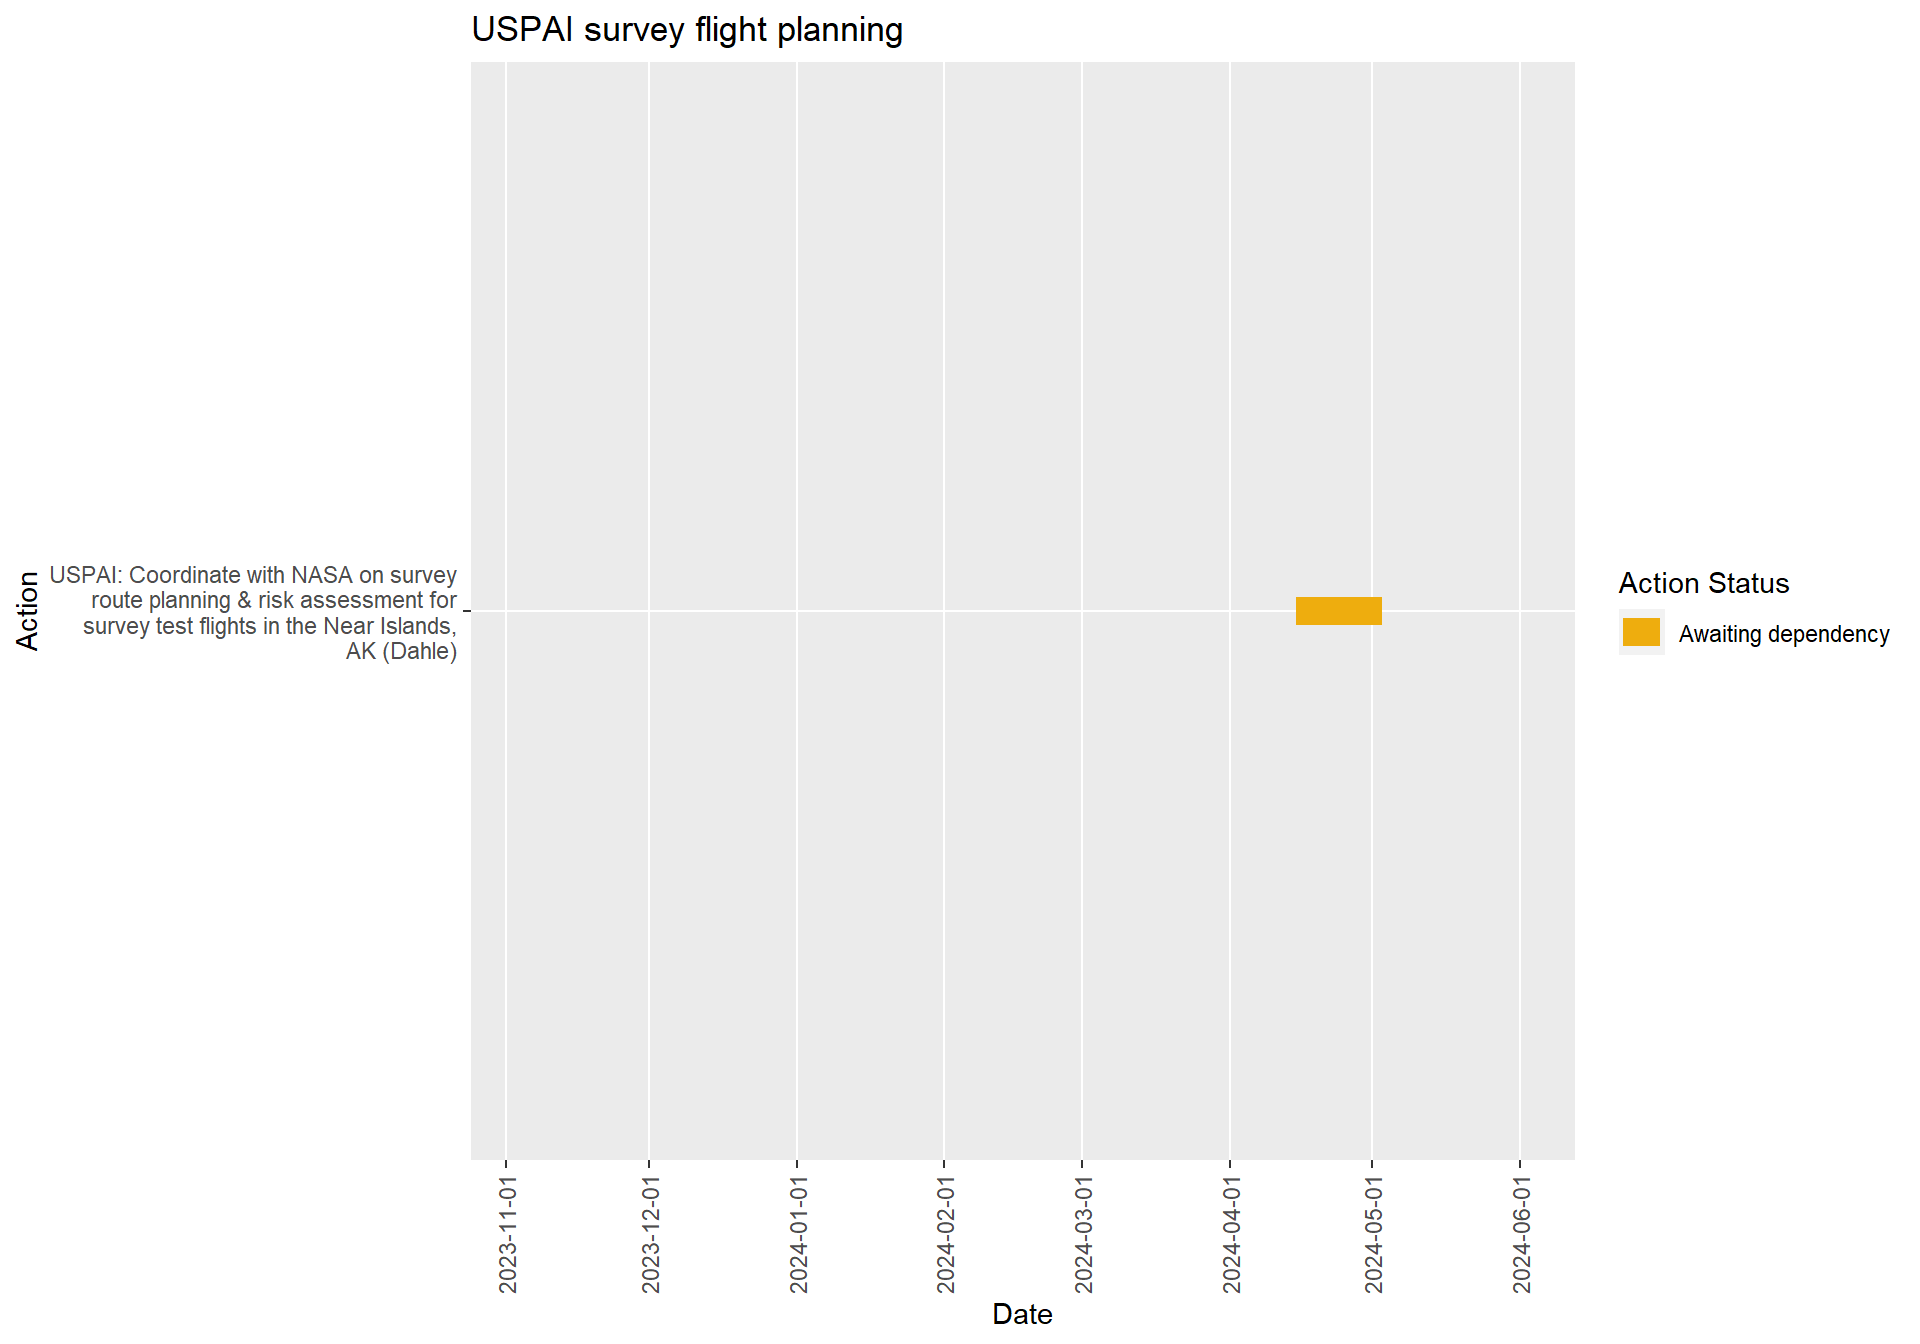 USPAI survey flight planning
Action
USPAI: Coordinate with NASA on survey
route planning & risk assessment for
survey test flights in the Near Islands,
AK (Dahle)
Action Status
Awaiting dependency
2023-11-01
2023-12-01
2024-01-01
2024-02-01
2024-03-01
2024-04-01
2024-05-01
2024-06-01
Date